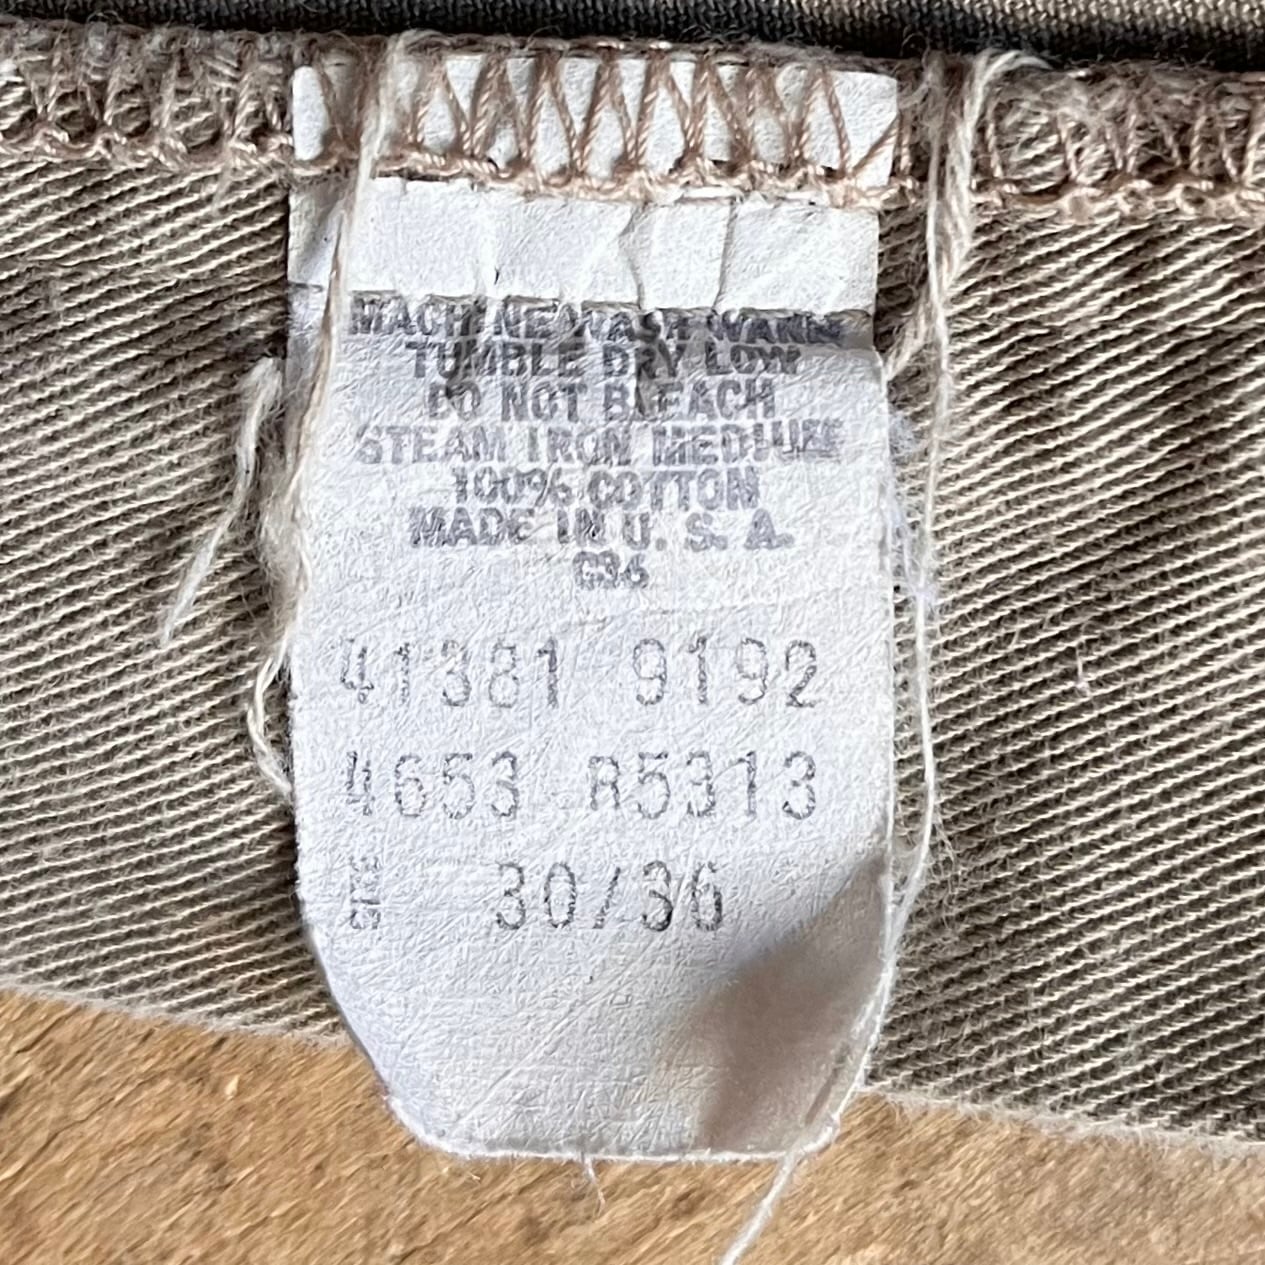 MACHINE WASH WARM
TUMBLE DRY LOW
DO NOT BLEACH
STEAM IRON MEDIUM
100% COTTON
MADE IN U. S. A.
G36
41381 9192
4653 R5313
SIZE 30/36